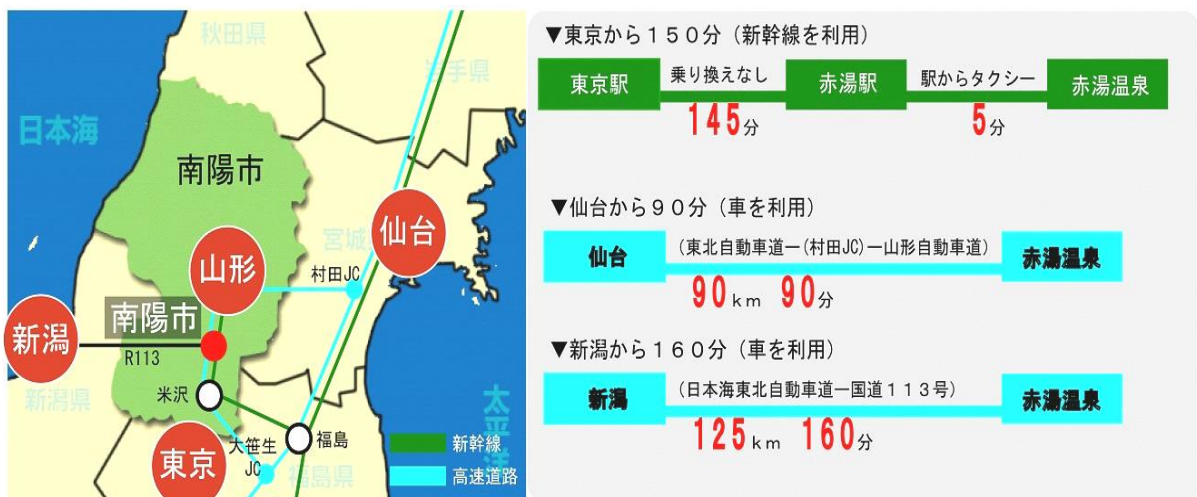 秋田県
岩手県
日本海
南陽市
仙台
宮城
山形
村田JC
南陽市
新潟
R113
米沢
新潟県
太平洋
大笹生
JC
福島
東京
福島県
新幹線
高速道路
▼東京から150分（新幹線を利用）
東京駅 乗り換えなし 赤湯駅 駅からタクシー 赤湯温泉
145分 5分
▼仙台から90分（車を利用）
仙台 （東北自動車道ー(村田JC)ー山形自動車道） 赤湯温泉
90km 90分
▼新潟から160分（車を利用）
新潟 （日本海東北自動車道ー国道113号） 赤湯温泉
125km 160分